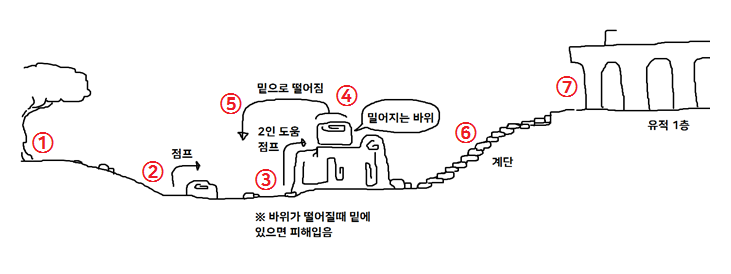 ①
②
점프
③
2인 도움
점프
④
밀어지는 바위
⑤
밑으로 떨어짐
⑥
계단
⑦
유적 1층
※ 바위가 떨어질때 밑에
있으면 피해입음